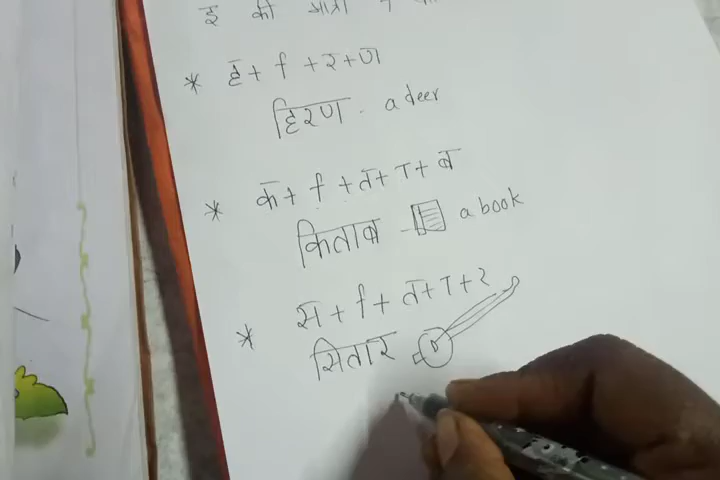 इ की मात्रा
* ह + ि + र + ण
हिरण - a deer
* क + ि + त + ा + ब
किताब - a book
* स + ि + त + ा + र
सितार